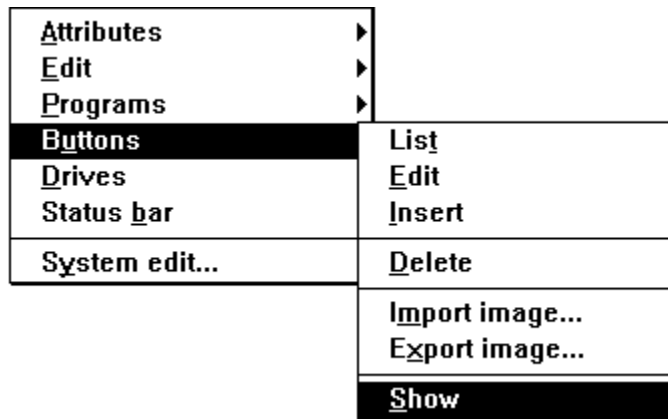 Attributes
Edit
Programs
Buttons
Drives
Status bar
System edit...
List
Edit
Insert
Delete
Import image...
Export image...
Show